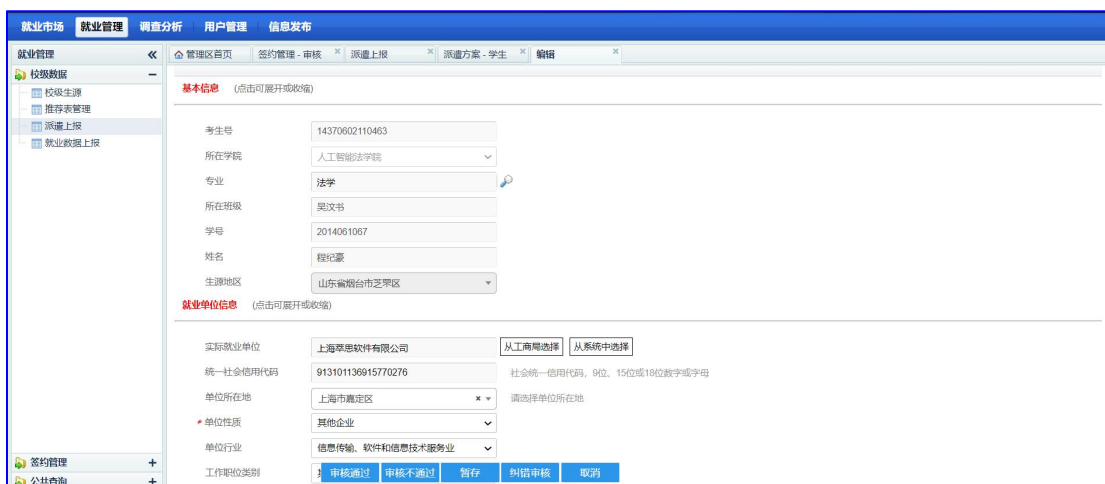 就业市场 就业管理 调查分析 用户管理 信息发布
就业管理 « 管理区首页 签约管理 - 审核 × 派遣上报 × 派遣方案 - 学生 × 编辑 ×
校级数据 −
校级生源
推荐表管理
派遣上报
就业数据上报
基本信息 (点击可展开或收缩)
考生号 14370602110463
所在学院 人工智能法学院
专业 法学
所在班级 吴汶书
学号 2014061067
姓名 程纪豪
生源地区 山东省烟台市芝罘区
就业单位信息 (点击可展开或收缩)
实际就业单位 上海萃思软件有限公司 从工商局选择 从系统中选择
统一社会信用代码 913101136915770276 社会统一信用代码，9位、15位或18位数字或字母
单位所在地 上海市嘉定区 × 请选择单位所在地
* 单位性质 其他企业
单位行业 信息传输、软件和信息技术服务业
工作职位类别 审核通过 审核不通过 暂存 纠错审核 取消
签约管理 +
公共查询 +